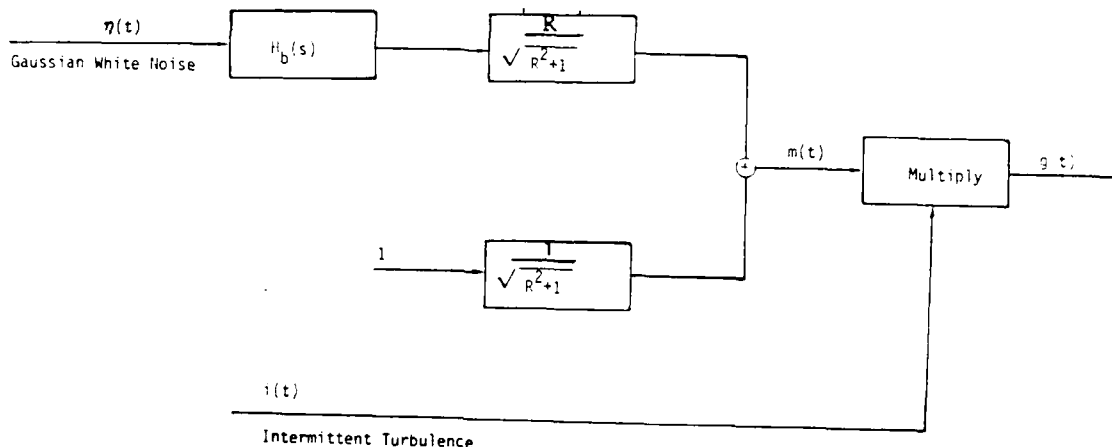 η(t)
Gaussian White Noise
H_b(s)
R
√R²+1
+
m(t)
Multiply
g t)
1
1
√R²+1
i(t)
Intermittent Turbulence